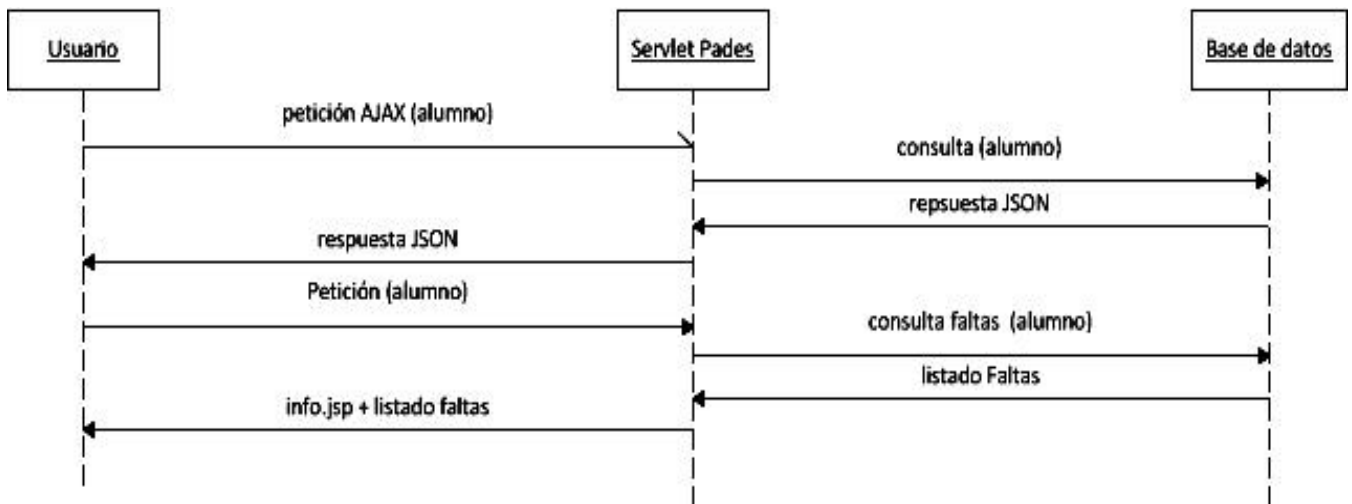 Usuario
Servlet Pades
Base de datos
petición AJAX (alumno)
consulta (alumno)
repsuesta JSON
respuesta JSON
Petición (alumno)
consulta faltas (alumno)
listado Faltas
info.jsp + listado faltas